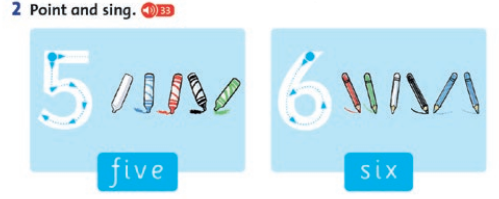 2 Point and sing. 33
5 6
five six